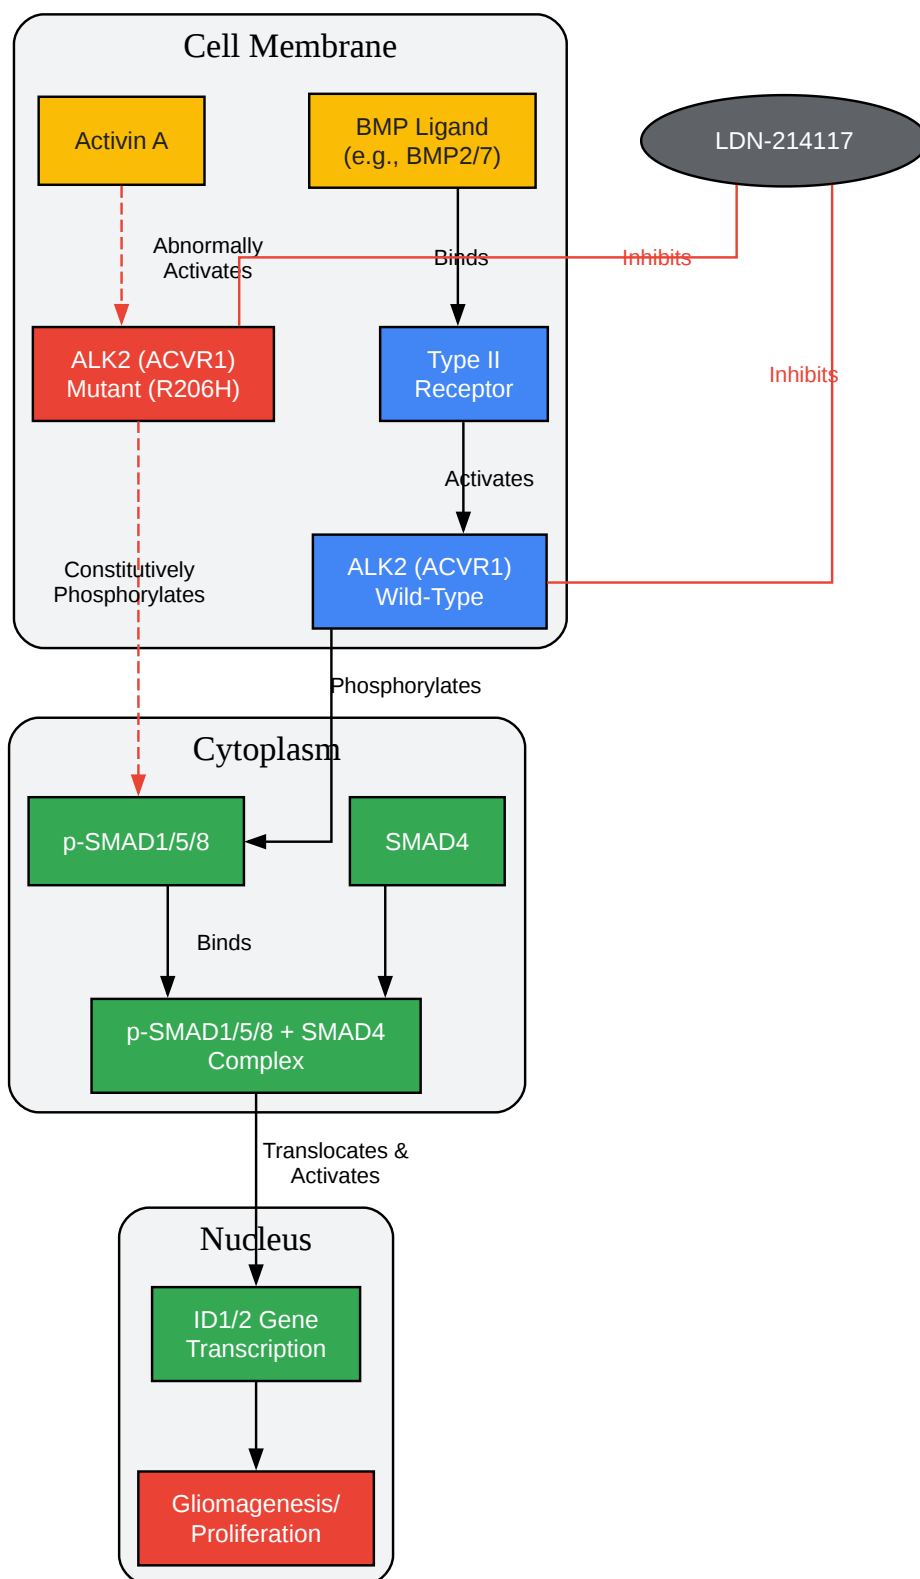 Cell Membrane
Activin A
BMP Ligand
(e.g., BMP2/7)
LDN-214117
Abnormally
Activates
Binds
Inhibits
ALK2 (ACVR1)
Mutant (R206H)
Type II
Receptor
Inhibits
Activates
Constitutively
Phosphorylates
ALK2 (ACVR1)
Wild-Type
Phosphorylates
Cytoplasm
p-SMAD1/5/8
SMAD4
Binds
p-SMAD1/5/8 + SMAD4
Complex
Translocates &
Activates
Nucleus
ID1/2 Gene
Transcription
Gliomagenesis/
Proliferation